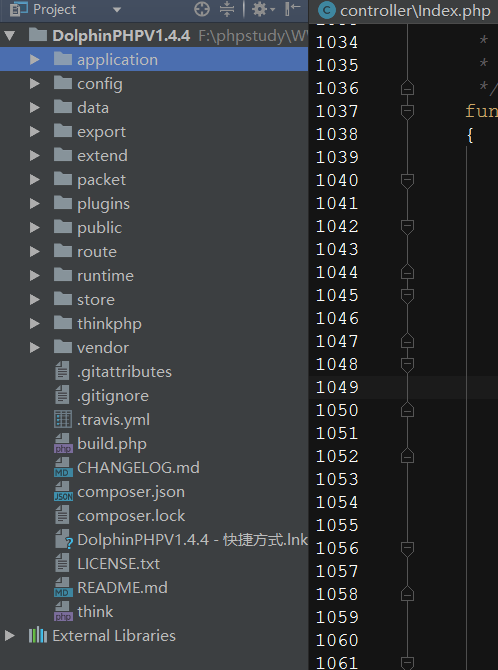 Project
controller\Index.php
DolphinPHPV1.4.4 F:\phpstudy\W
application
config
data
export
extend
packet
plugins
public
route
runtime
store
thinkphp
vendor
.gitattributes
.gitignore
.travis.yml
build.php
CHANGELOG.md
composer.json
composer.lock
DolphinPHPV1.4.4 - 快捷方式.lnk
LICENSE.txt
README.md
think
External Libraries
1034 *
1035 *
1036 */
1037 fun
1038 {
1039
1040
1041
1042
1043
1044
1045
1046
1047
1048
1049
1050
1051
1052
1053
1054
1055
1056
1057
1058
1059
1060
1061